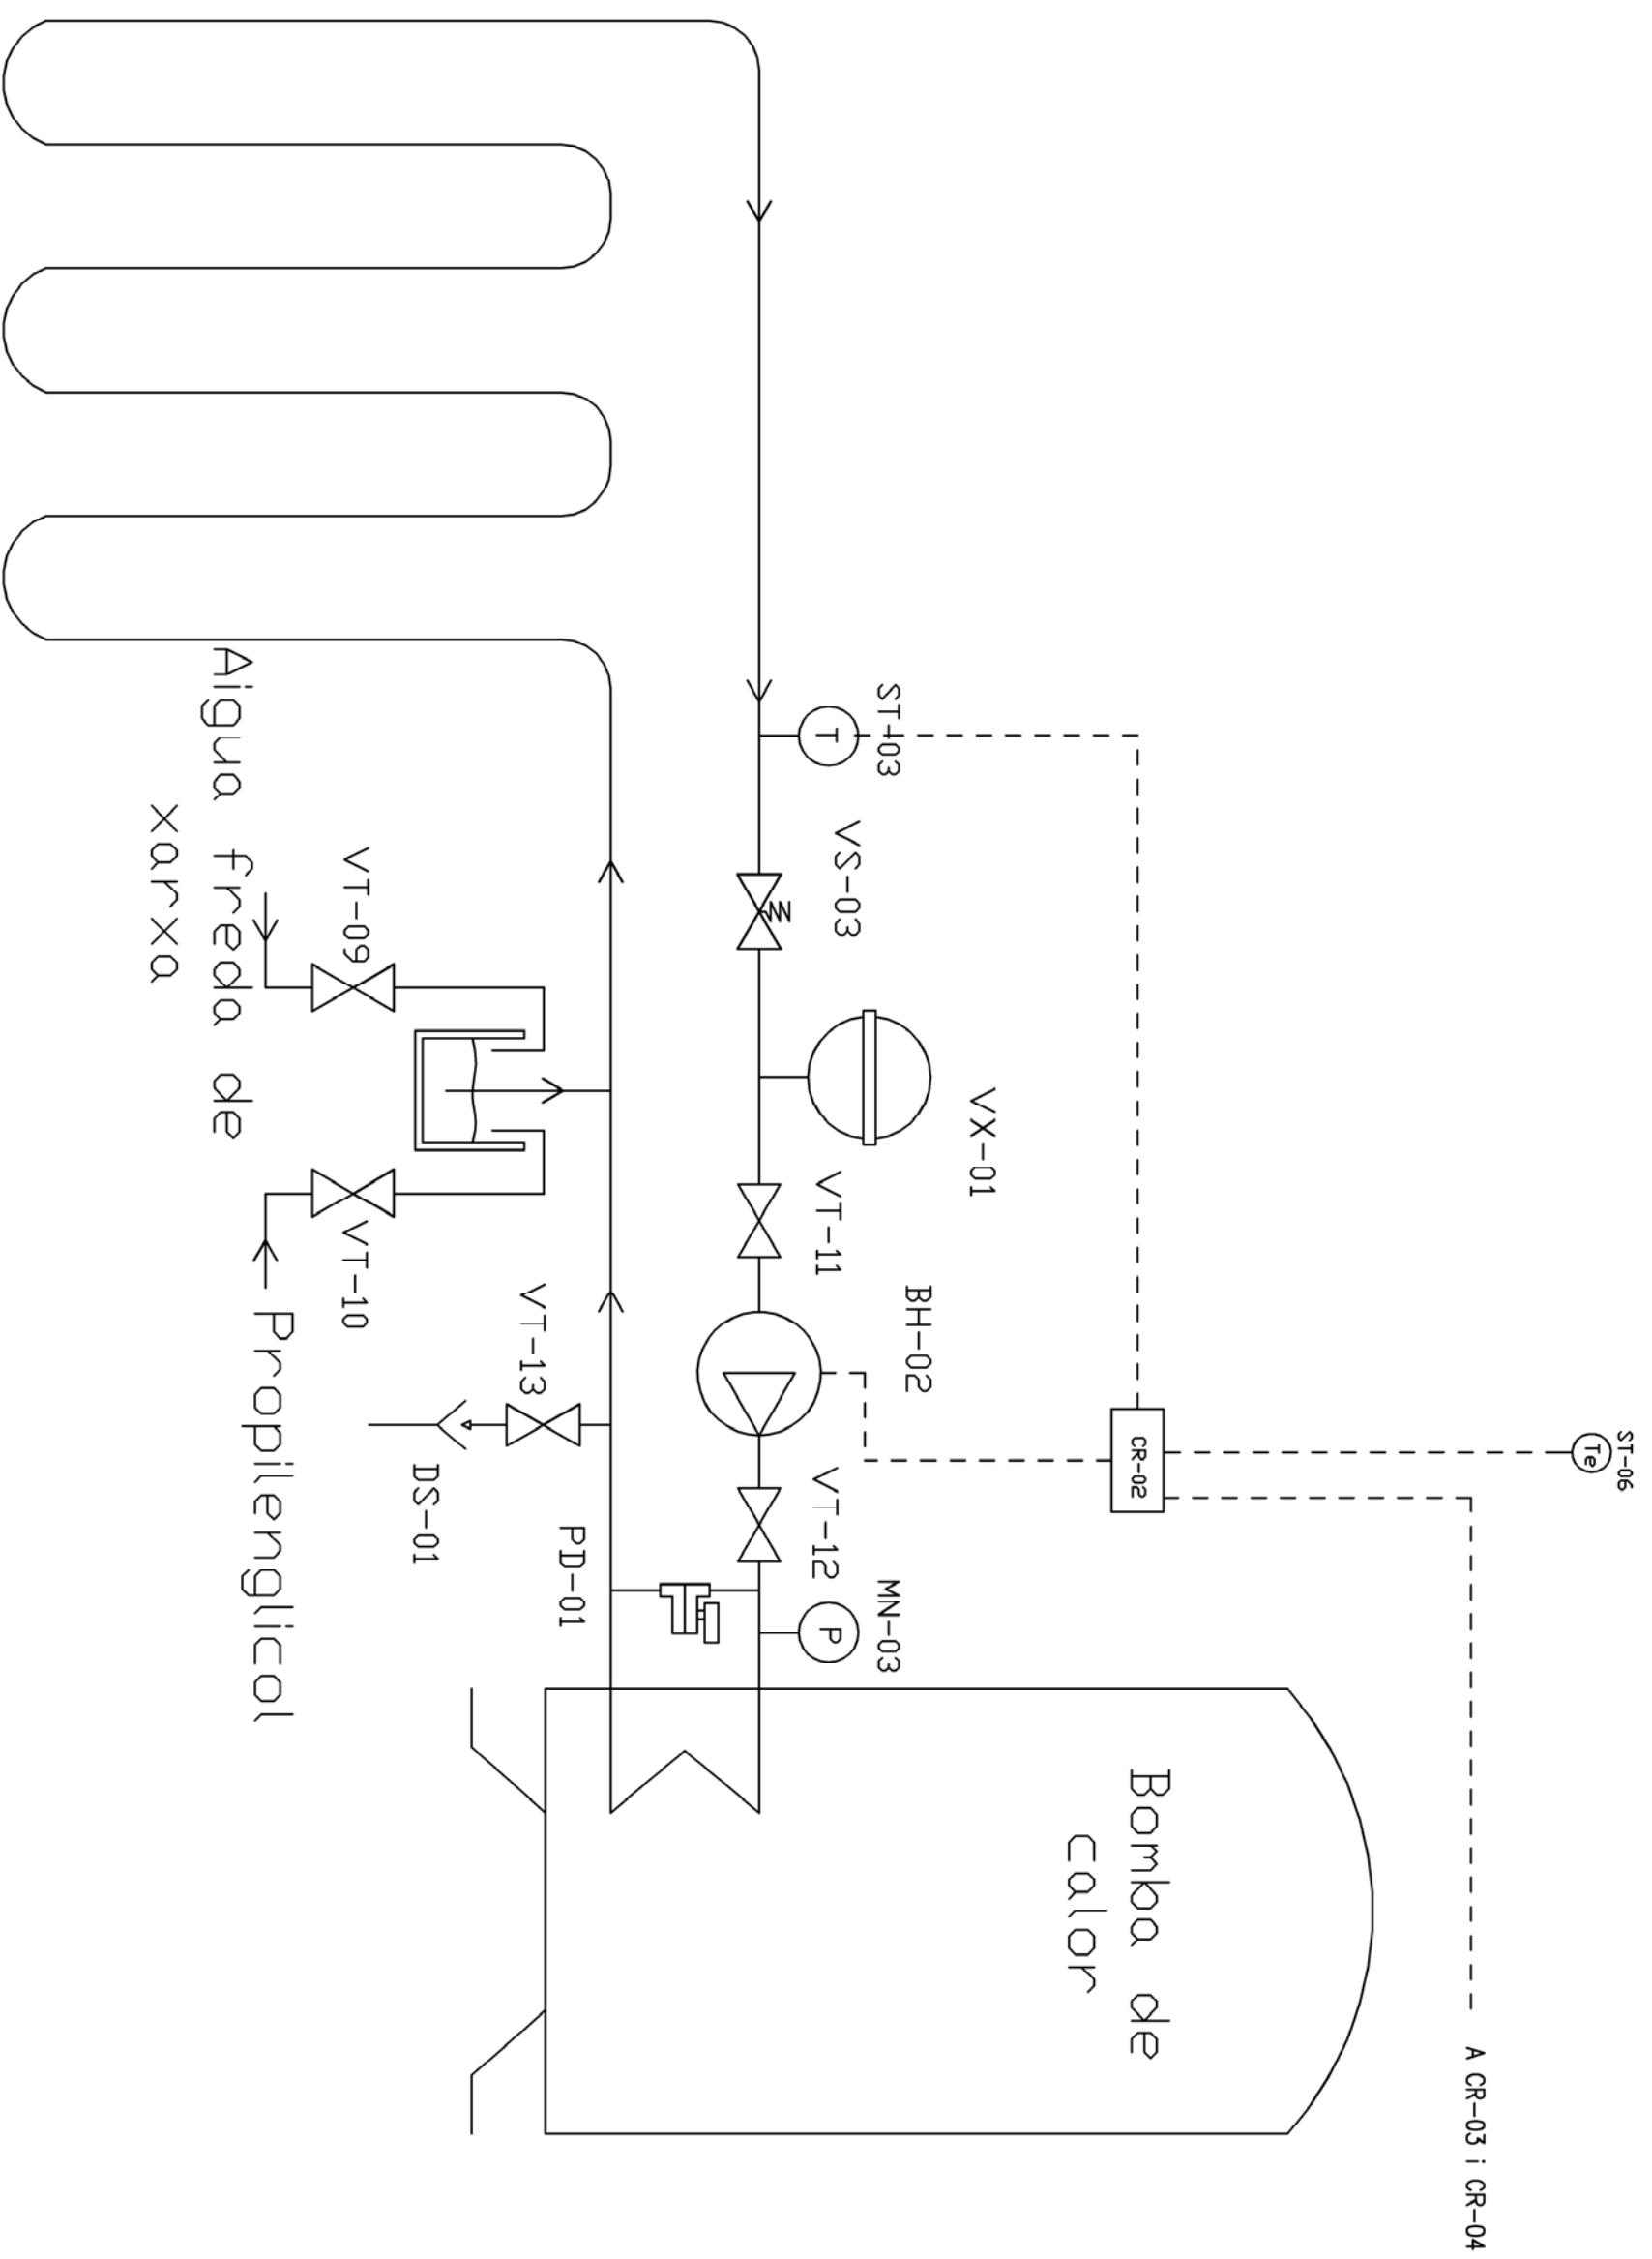 ST-06
Te
A CR-03 i CR-04
CR-02
Bomba de
calor
VX-01
BH-02
ST-03
T
MN-03
P
VS-03
VT-11
VT-12
PD-01
VT-13
DS-01
VT-09
VT-10
Propilenglicol
Aigua freda de
xarxa